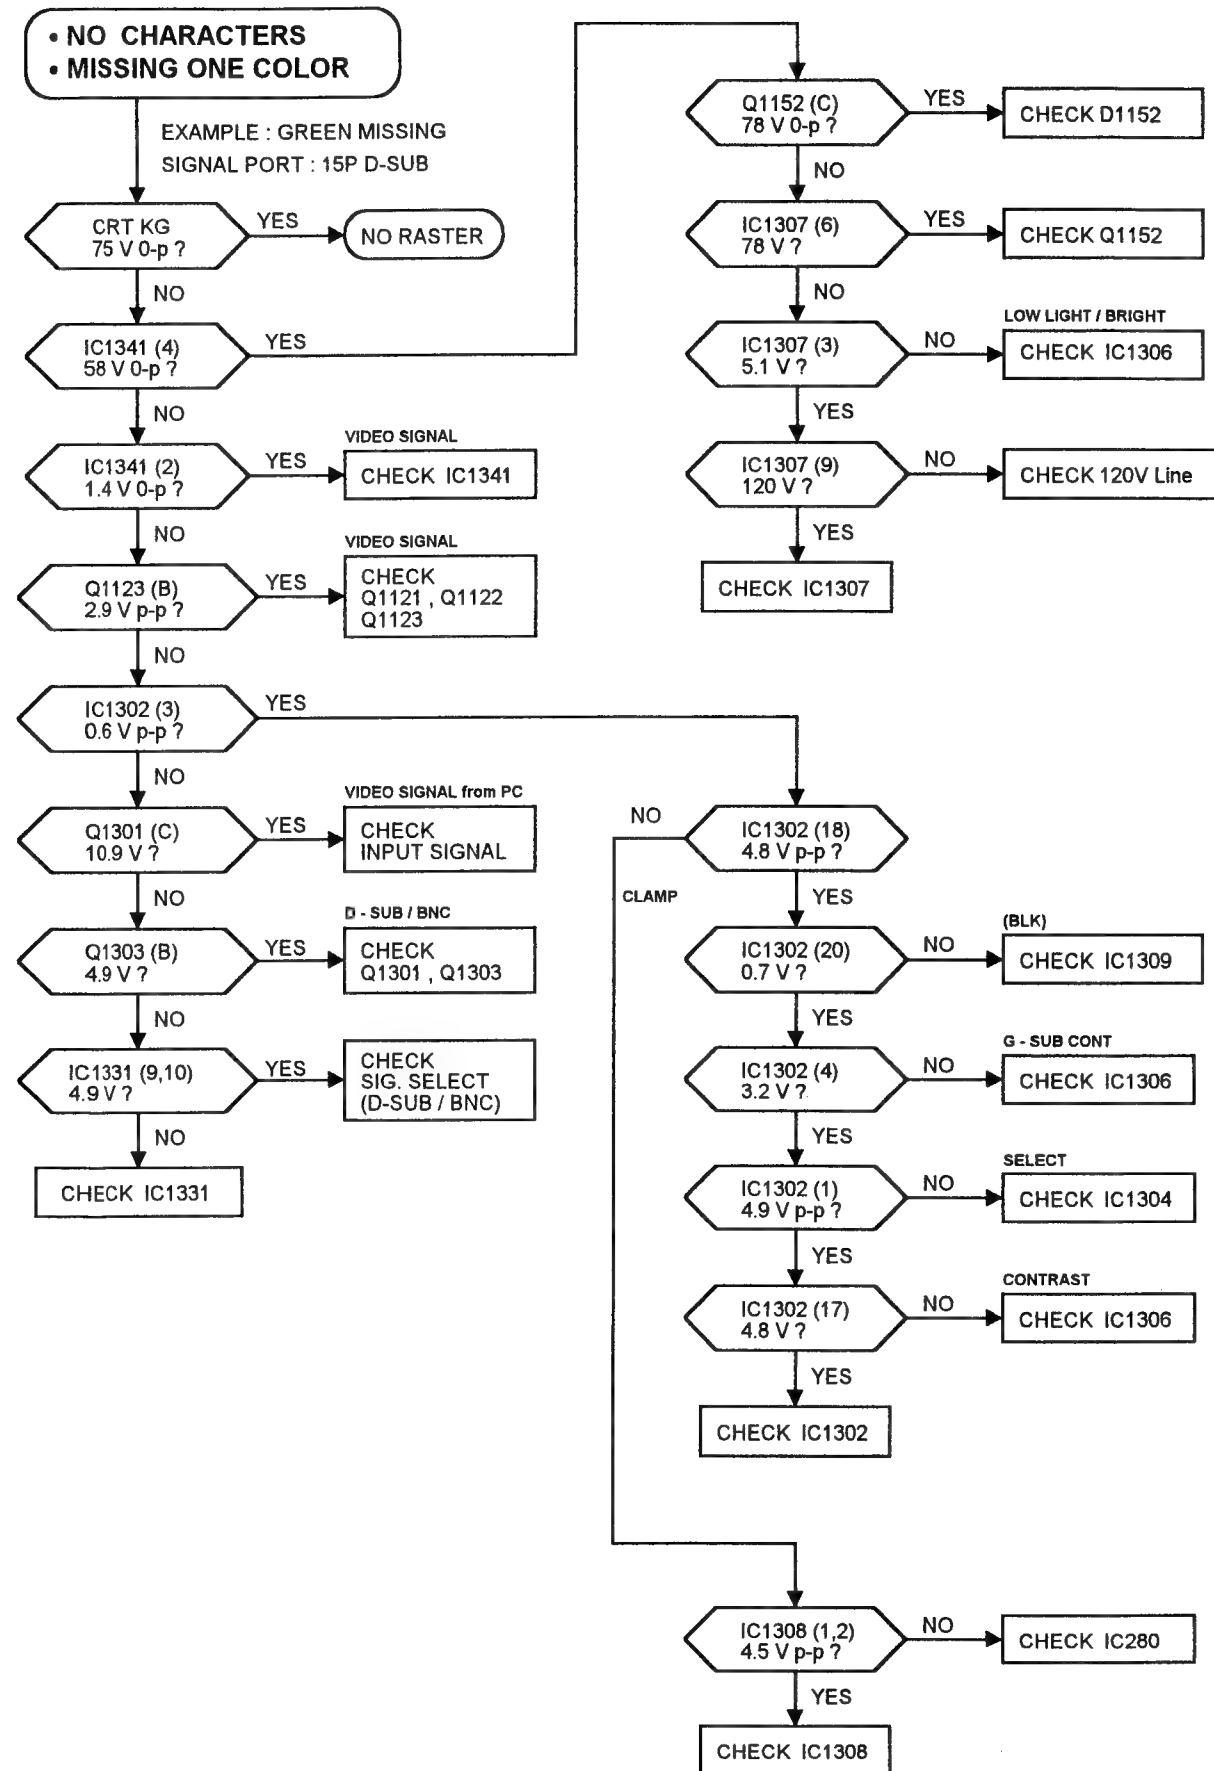 • NO CHARACTERS
• MISSING ONE COLOR
EXAMPLE : GREEN MISSING
SIGNAL PORT : 15P D-SUB
CRT KG
75 V 0-p ?
YES
NO RASTER
NO
IC1341 (4)
58 V 0-p ?
YES
NO
IC1341 (2)
1.4 V 0-p ?
YES
VIDEO SIGNAL
CHECK IC1341
NO
Q1123 (B)
2.9 V p-p ?
YES
VIDEO SIGNAL
CHECK
Q1121 , Q1122
Q1123
NO
IC1302 (3)
0.6 V p-p ?
YES
NO
Q1301 (C)
10.9 V ?
YES
VIDEO SIGNAL from PC
CHECK
INPUT SIGNAL
NO
Q1303 (B)
4.9 V ?
YES
D - SUB / BNC
CHECK
Q1301 , Q1303
NO
IC1331 (9,10)
4.9 V ?
YES
CHECK
SIG. SELECT
(D-SUB / BNC)
NO
CHECK IC1331
Q1152 (C)
78 V 0-p ?
YES
CHECK D1152
NO
IC1307 (6)
78 V ?
YES
CHECK Q1152
NO
IC1307 (3)
5.1 V ?
NO
LOW LIGHT / BRIGHT
CHECK IC1306
YES
IC1307 (9)
120 V ?
NO
CHECK 120V Line
YES
CHECK IC1307
IC1302 (18)
4.8 V p-p ?
NO
CLAMP
YES
IC1302 (20)
0.7 V ?
NO
(BLK)
CHECK IC1309
YES
IC1302 (4)
3.2 V ?
NO
G - SUB CONT
CHECK IC1306
YES
IC1302 (1)
4.9 V p-p ?
NO
SELECT
CHECK IC1304
YES
IC1302 (17)
4.8 V ?
NO
CONTRAST
CHECK IC1306
YES
CHECK IC1302
IC1308 (1,2)
4.5 V p-p ?
NO
CHECK IC280
YES
CHECK IC1308